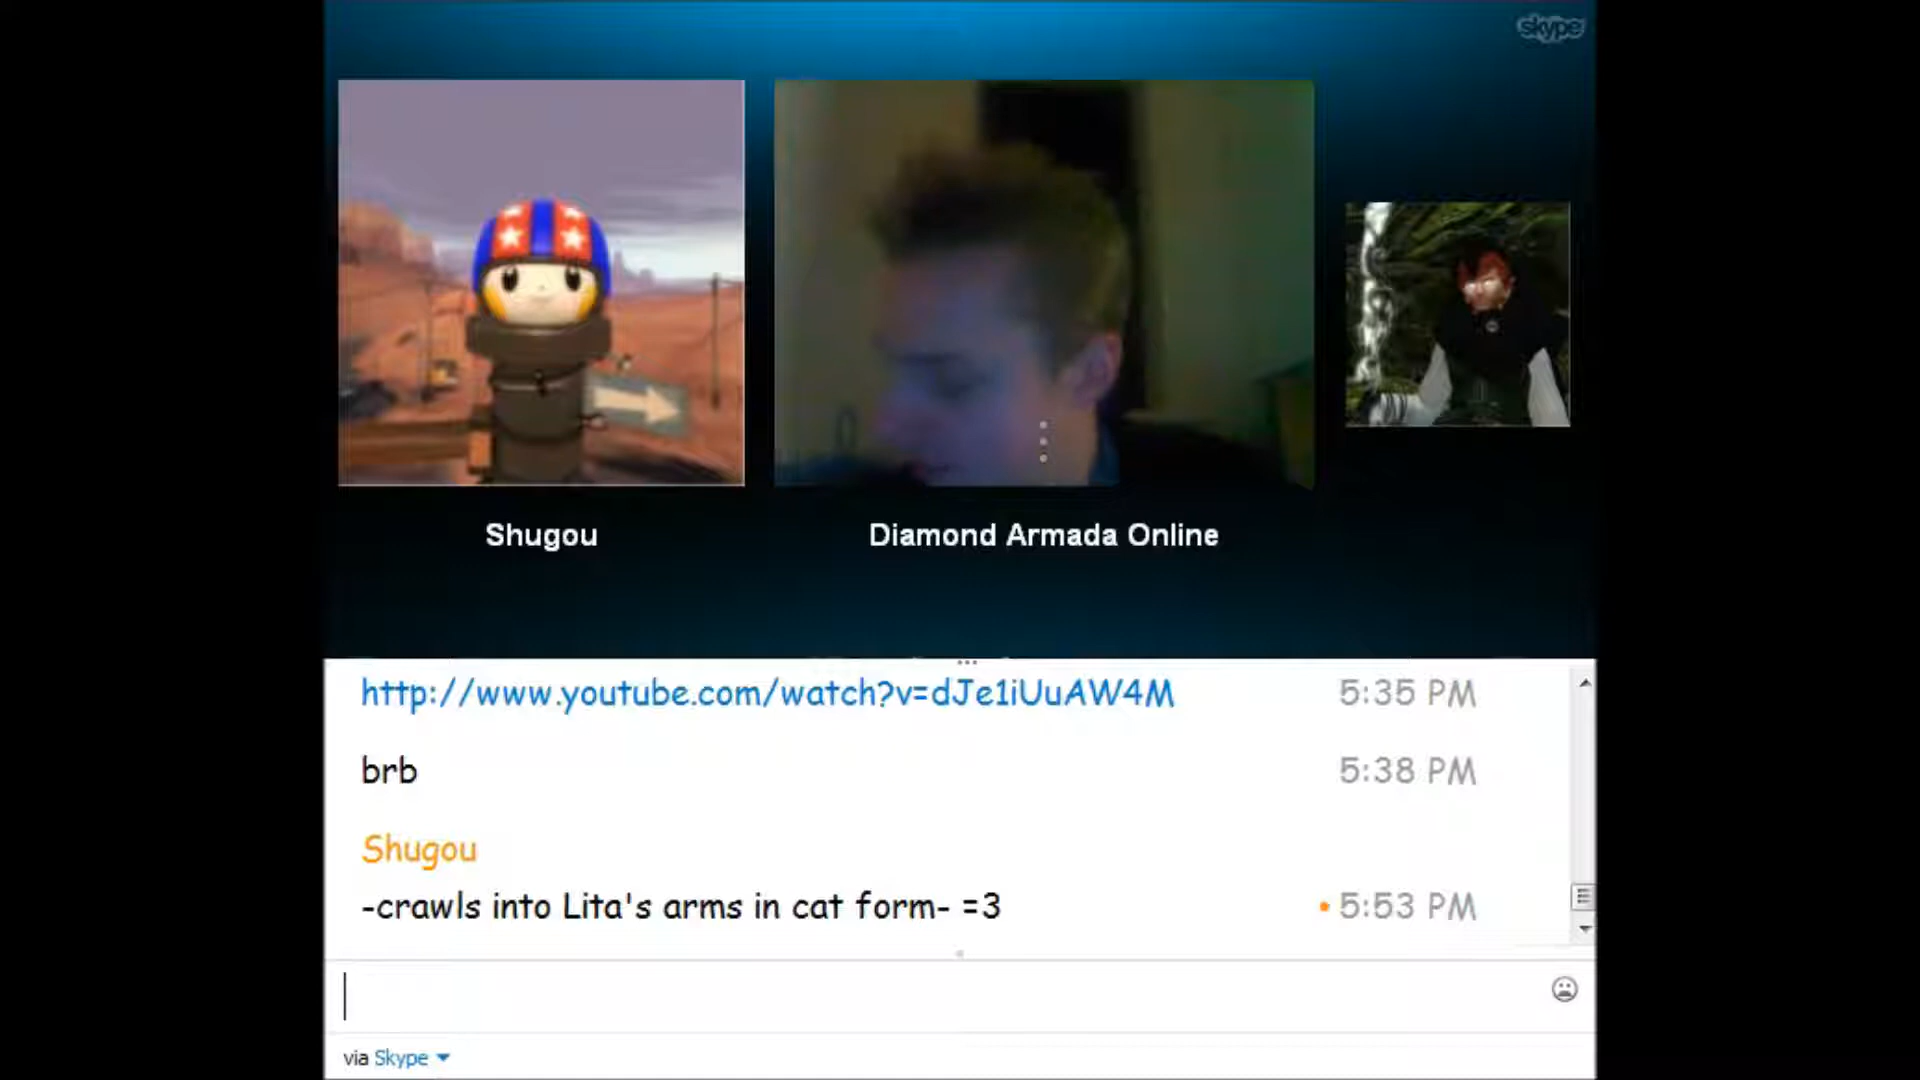 skype
Shugou
Diamond Armada Online
http://www.youtube.com/watch?v=dJe1iUuAW4M 5:35 PM
brb 5:38 PM
Shugou
-crawls into Lita's arms in cat form- =3 5:53 PM
via Skype